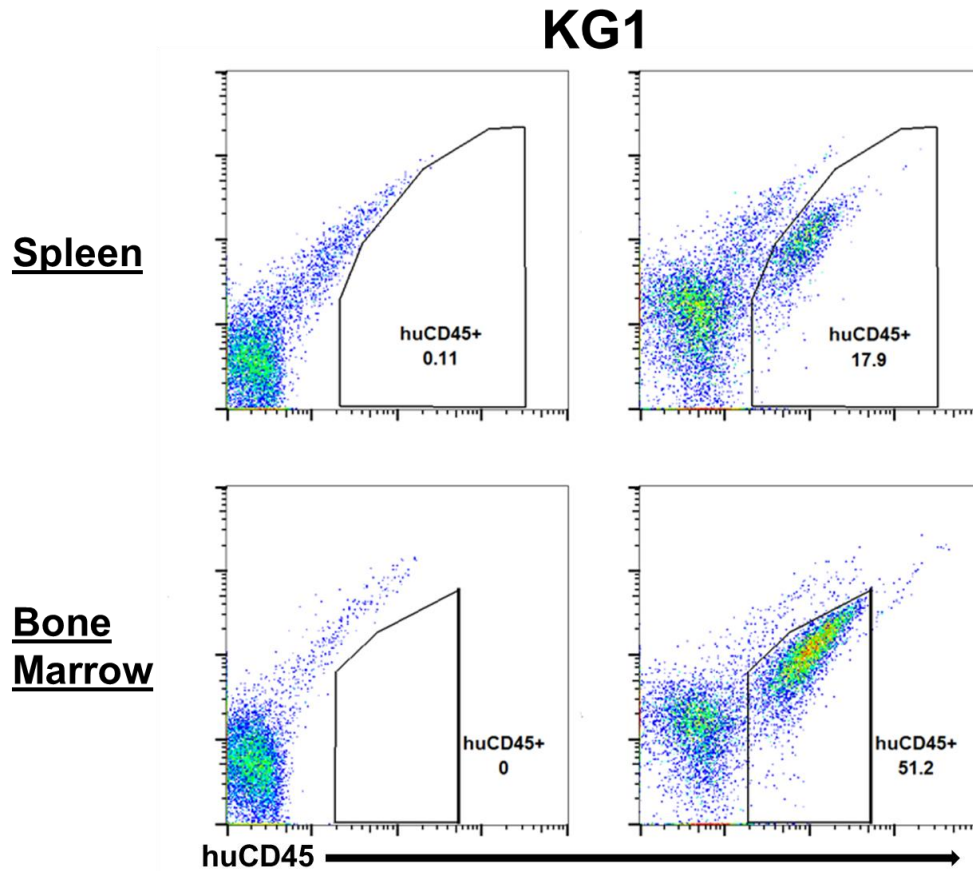 KG1
Spleen
huCD45+
0.11
huCD45+
17.9
Bone
Marrow
huCD45+
0
huCD45+
51.2
huCD45